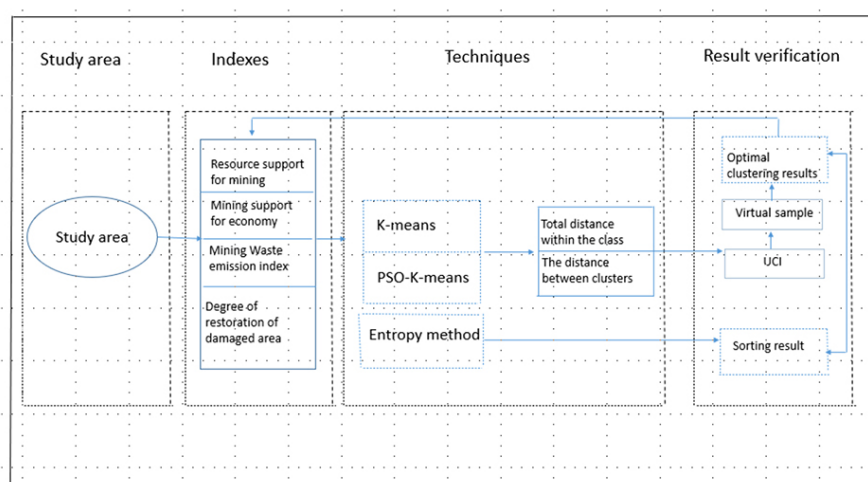 Study area
Indexes
Techniques
Result verification
Study area
Resource support
for mining
Mining support
for economy
Mining Waste
emission index
Degree of
restoration of
damaged area
K-means
PSO-K-means
Entropy method
Total distance
within the class
The distance
between clusters
Optimal
clustering results
Virtual sample
UCI
Sorting result